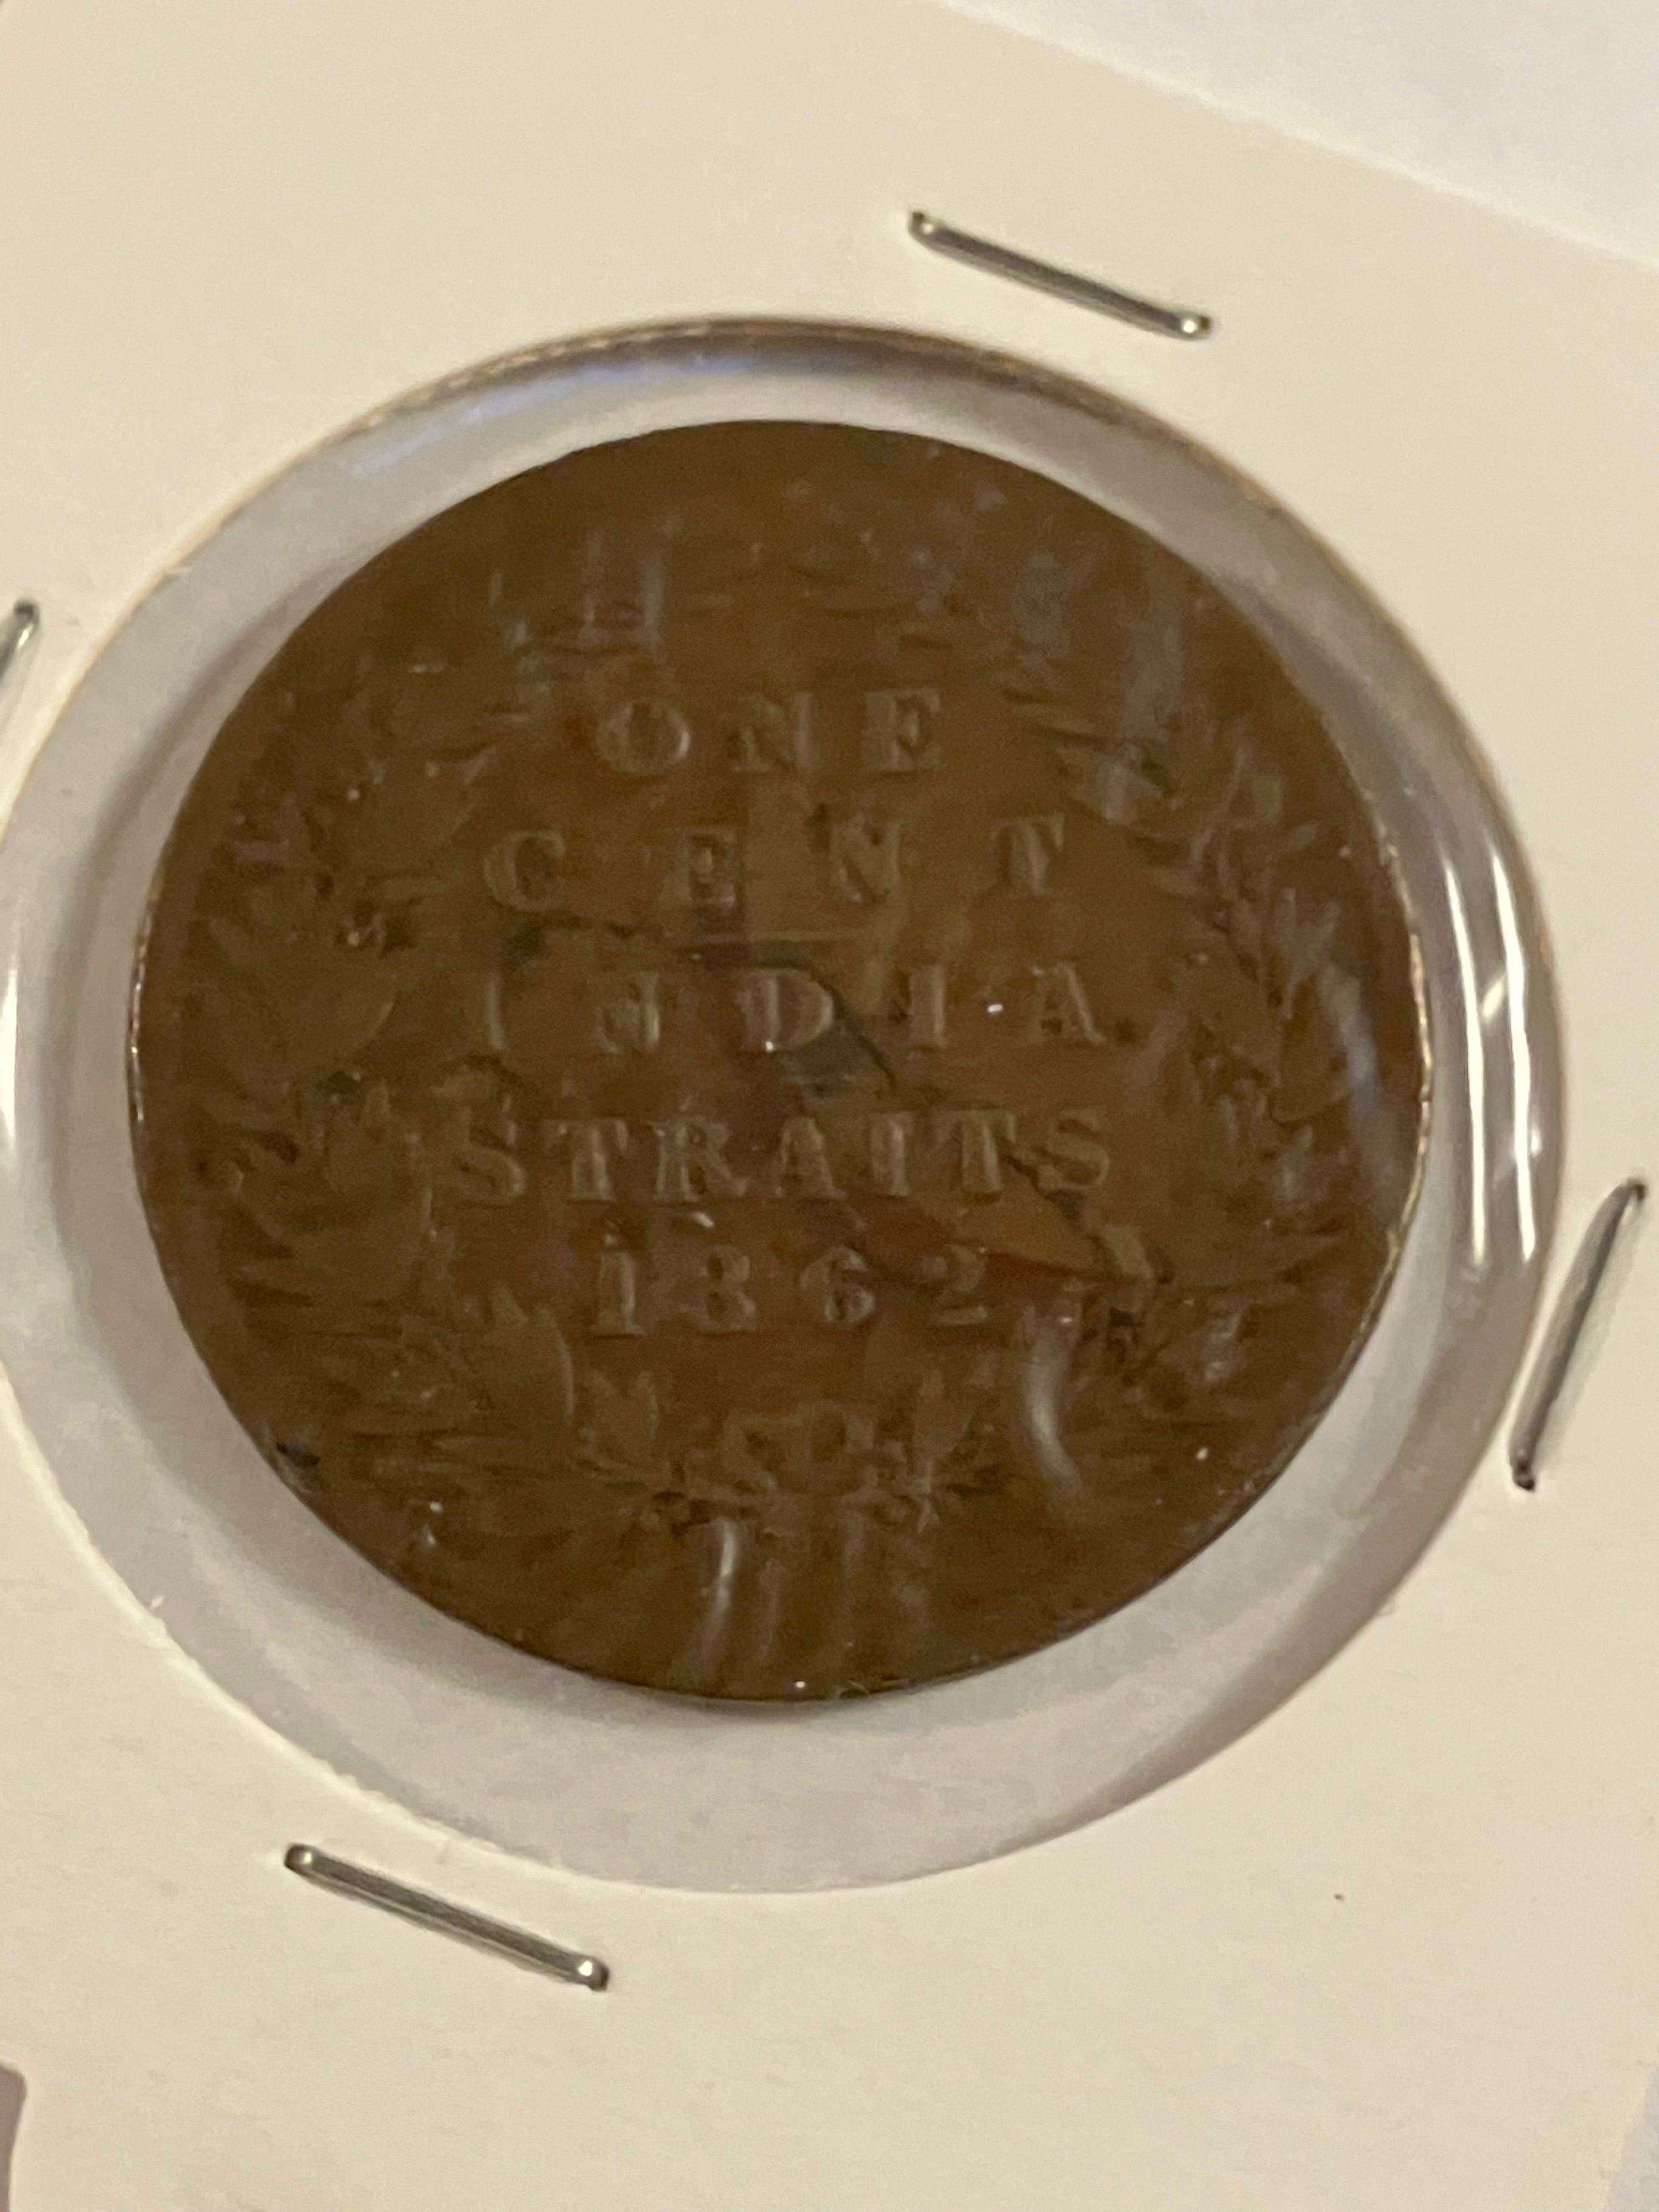 ONE
CENT
INDIA
STRAITS
1862